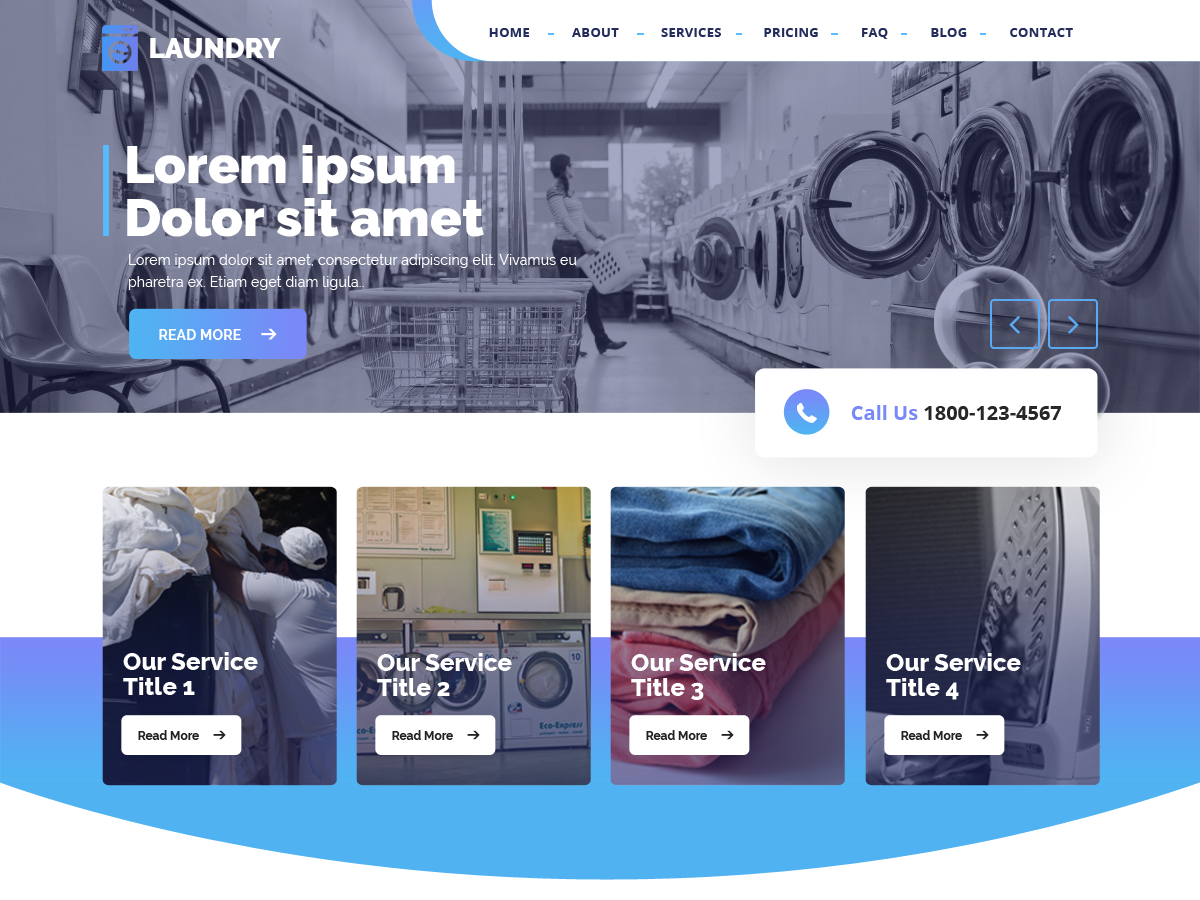 LAUNDRY
HOME ABOUT SERVICES PRICING FAQ BLOG CONTACT
Lorem ipsum
Dolor sit amet
Lorem ipsum dolor sit amet, consectetur adipiscing elit. Vivamus eu
pharetra ex. Etiam eget diam ligula..
READ MORE
Call Us 1800-123-4567
Our Service
Title 1
Read More
Our Service
Title 2
Read More
10
Eco-Express
Our Service
Title 3
Read More
Our Service
Title 4
Read More